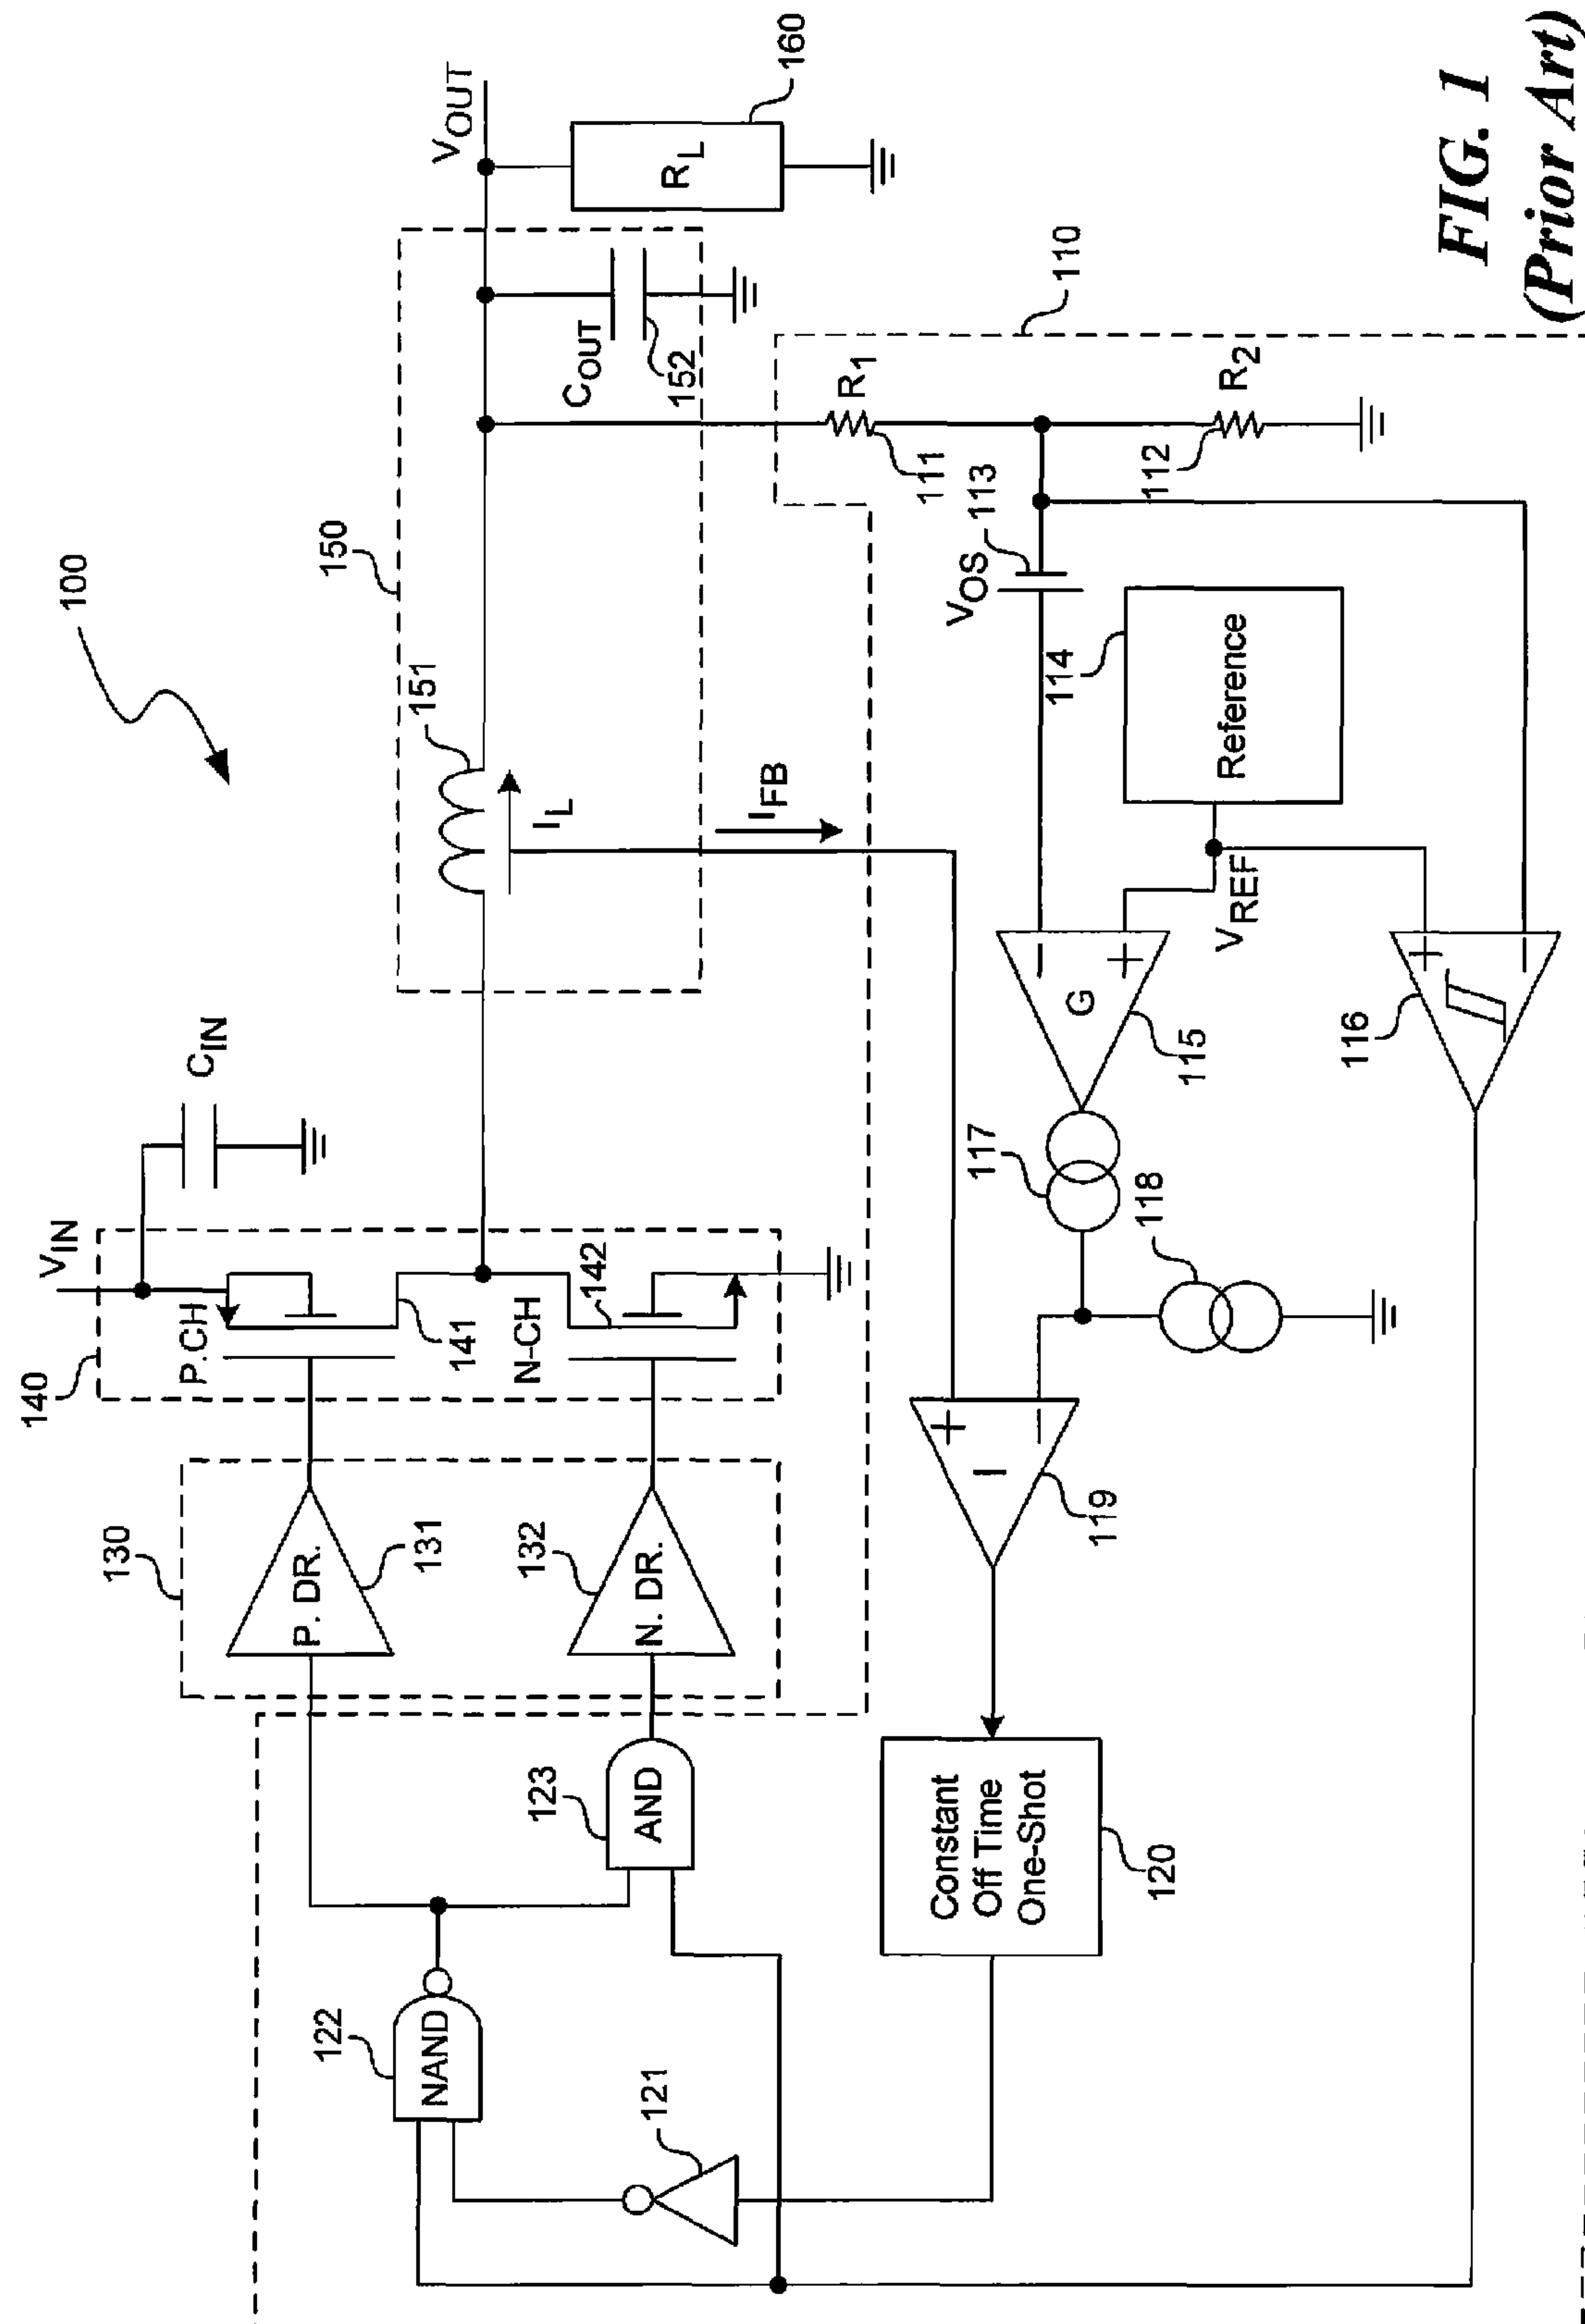 100
V_IN
C_IN
140
P.CH
141
N-CH
142
130
P. DR.
131
132
N. DR.
150
151
I_L
I_FB
C_OUT
152
V_OUT
R_L
160
110
122
NAND
123
AND
121
Constant
Off Time
One-Shot
120
+
I
–
119
117
118
G
–
+
115
V_OS
113
111
R_1
112
R_2
114
Reference
V_REF
+
–
116
FIG. 1
(Prior Art)